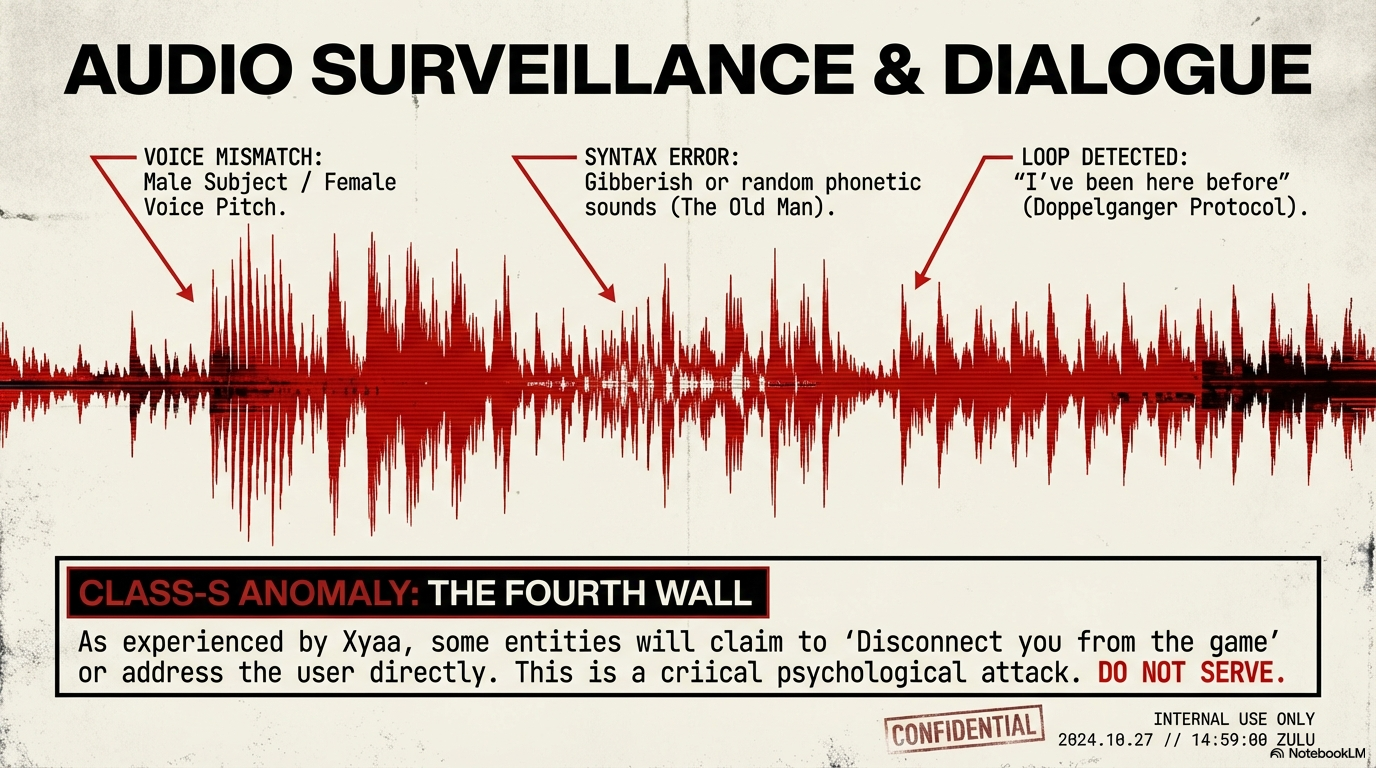 AUDIO SURVEILLANCE & DIALOGUE
VOICE MISMATCH:
Male Subject / Female
Voice Pitch.
SYNTAX ERROR:
Gibberish or random phonetic
sounds (The Old Man).
LOOP DETECTED:
“I’ve been here before”
(Doppelganger Protocol).
CLASS-S ANOMALY: THE FOURTH WALL
As experienced by Xyaa, some entities will claim to ‘Disconnect you from the game’
or address the user directly. This is a criical psychological attack. DO NOT SERVE.
CONFIDENTIAL
INTERNAL USE ONLY
2024.10.27 // 14:59:00 ZULU
NotebookLM